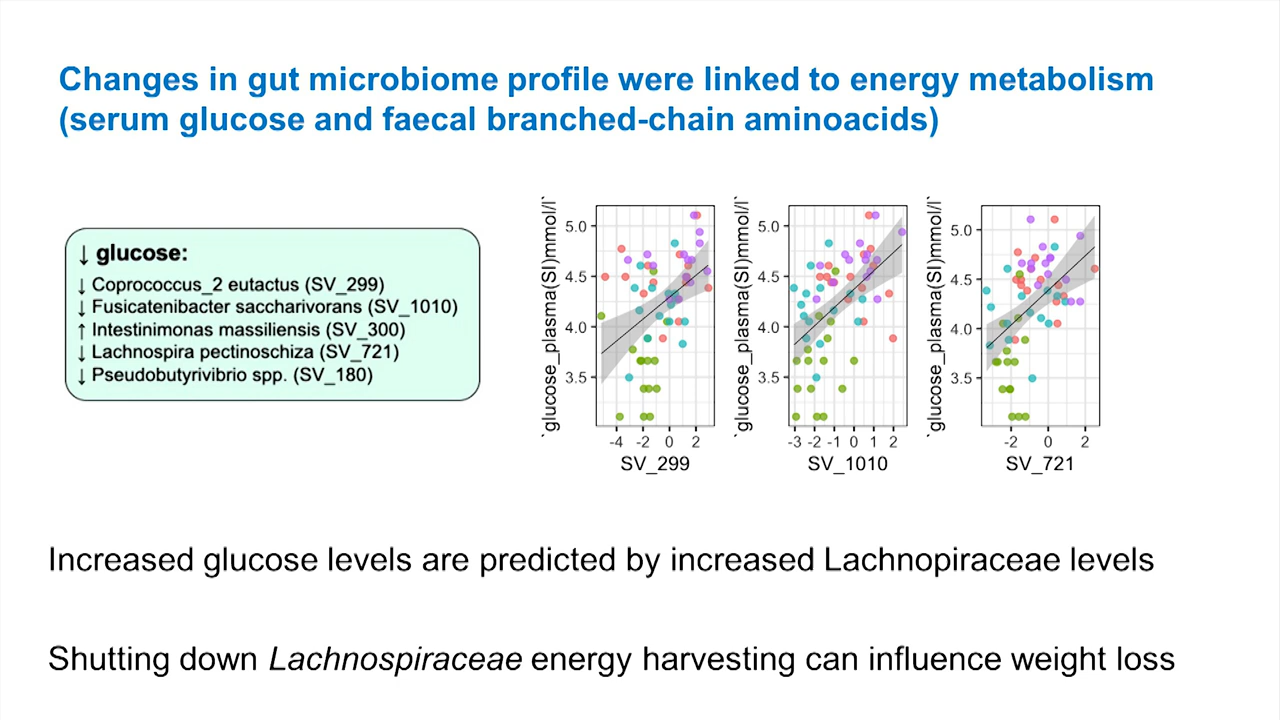 Changes in gut microbiome profile were linked to energy metabolism
(serum glucose and faecal branched-chain aminoacids)
↓ glucose:
↓ Coprococcus_2 eutactus (SV_299)
↓ Fusicatenibacter saccharivorans (SV_1010)
↑ Intestinimonas massiliensis (SV_300)
↓ Lachnospira pectinoschiza (SV_721)
↓ Pseudobutyrivibrio spp. (SV_180)
`glucose_plasma(SI)mmol/l`
5.0
4.5
4.0
3.5
-4 -2 0 2
SV_299
`glucose_plasma(SI)mmol/l`
5.0
4.5
4.0
3.5
-3 -2 -1 0 1 2
SV_1010
`glucose_plasma(SI)mmol/l`
5.0
4.5
4.0
3.5
-2 0 2
SV_721
Increased glucose levels are predicted by increased Lachnopiraceae levels
Shutting down Lachnospiraceae energy harvesting can influence weight loss